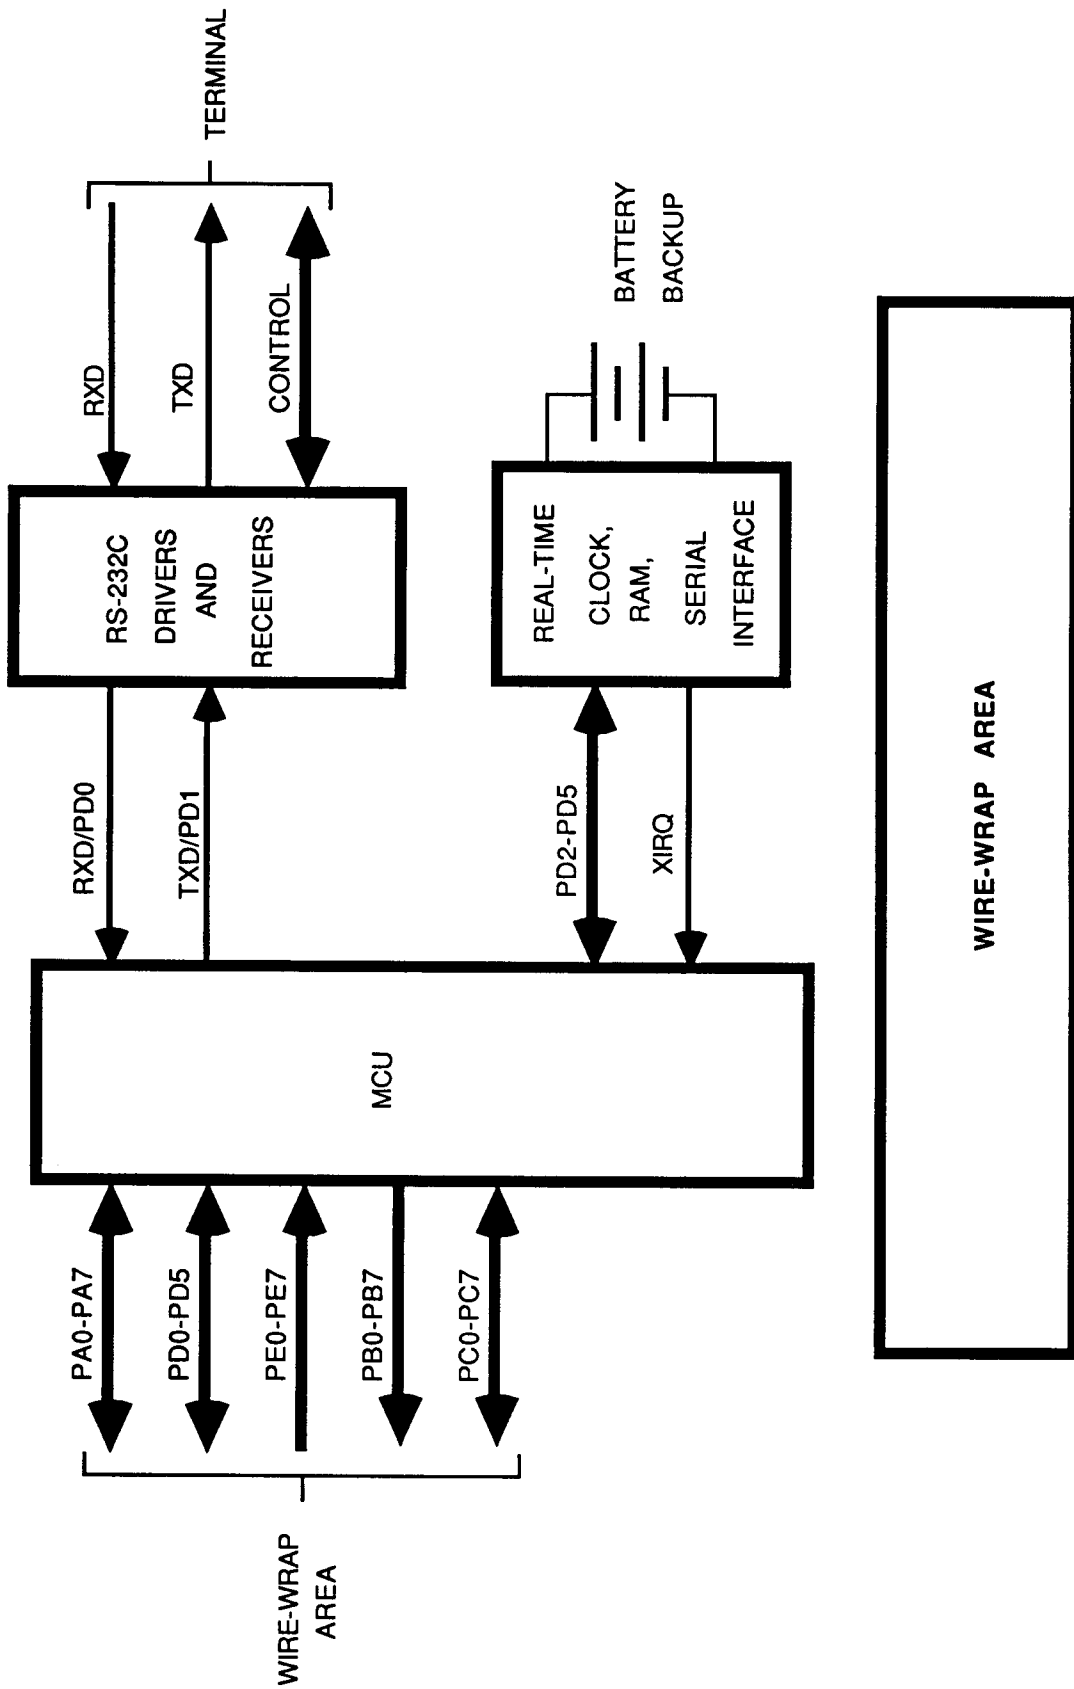 PA0-PA7
PD0-PD5
PE0-PE7
PB0-PB7
PC0-PC7
WIRE-WRAP
AREA
MCU
RXD/PD0
TXD/PD1
PD2-PD5
XIRQ
RS-232C
DRIVERS
AND
RECEIVERS
RXD
TXD
CONTROL
TERMINAL
REAL-TIME
CLOCK,
RAM,
SERIAL
INTERFACE
BATTERY
BACKUP
WIRE-WRAP AREA